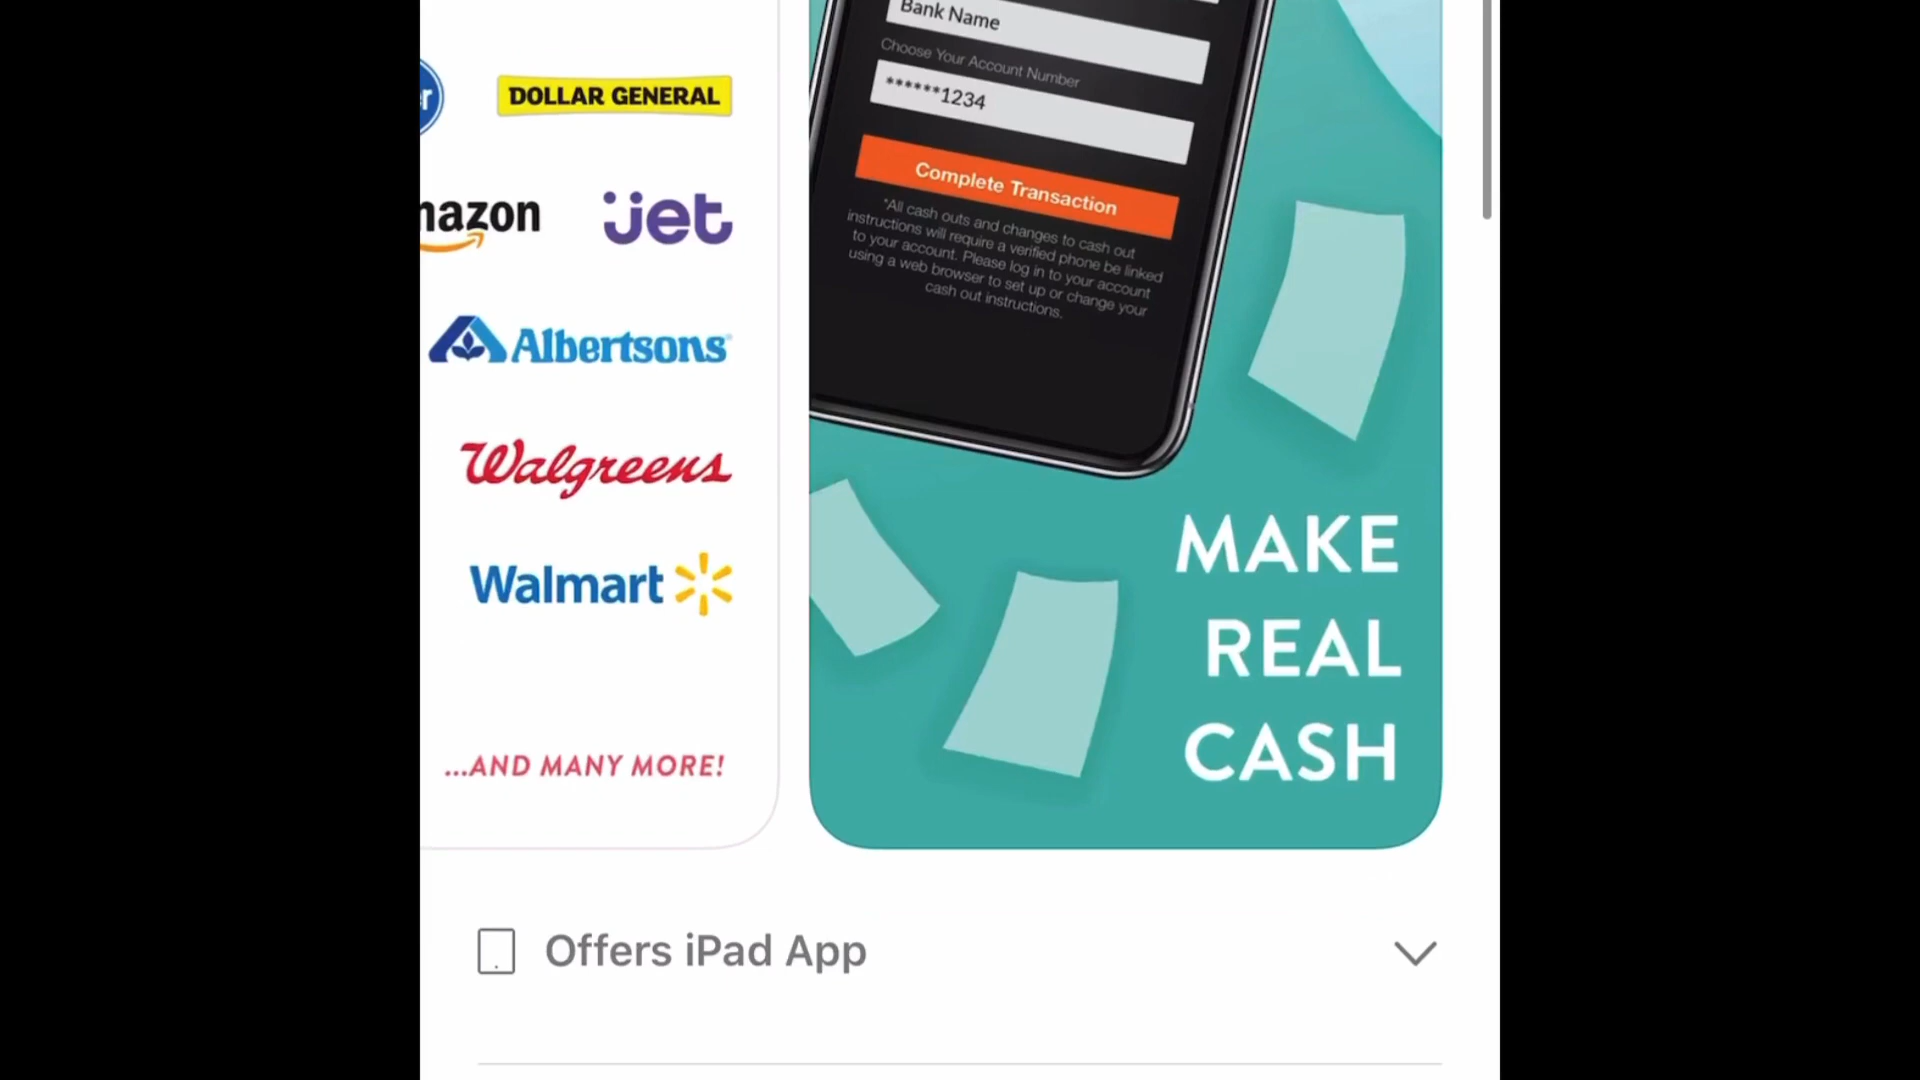 DOLLAR GENERAL
jet
Albertsons
Walgreens
Walmart
...AND MANY MORE!
Bank Name
Choose Your Account Number
******1234
Complete Transaction
*All cash outs and changes to cash out
instructions will require a verified phone be linked
to your account. Please log in to your account
using a web browser to set up or change your
cash out instructions.
MAKE
REAL
CASH
Offers iPad App